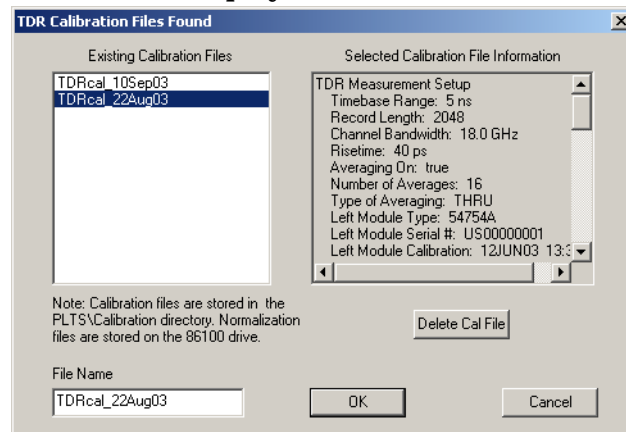 TDR Calibration Files Found
Existing Calibration Files
TDRcal_10Sep03
TDRcal_22Aug03
Selected Calibration File Information
TDR Measurement Setup
Timebase Range: 5 ns
Record Length: 2048
Channel Bandwidth: 18.0 GHz
Risetime: 40 ps
Averaging On: true
Number of Averages: 16
Type of Averaging: THRU
Left Module Type: 54754A
Left Module Serial #: US00000001
Left Module Calibration: 12JUN03 13:3
Note: Calibration files are stored in the
PLTS\Calibration directory. Normalization
files are stored on the 86100 drive.
Delete Cal File
File Name
TDRcal_22Aug03
OK
Cancel